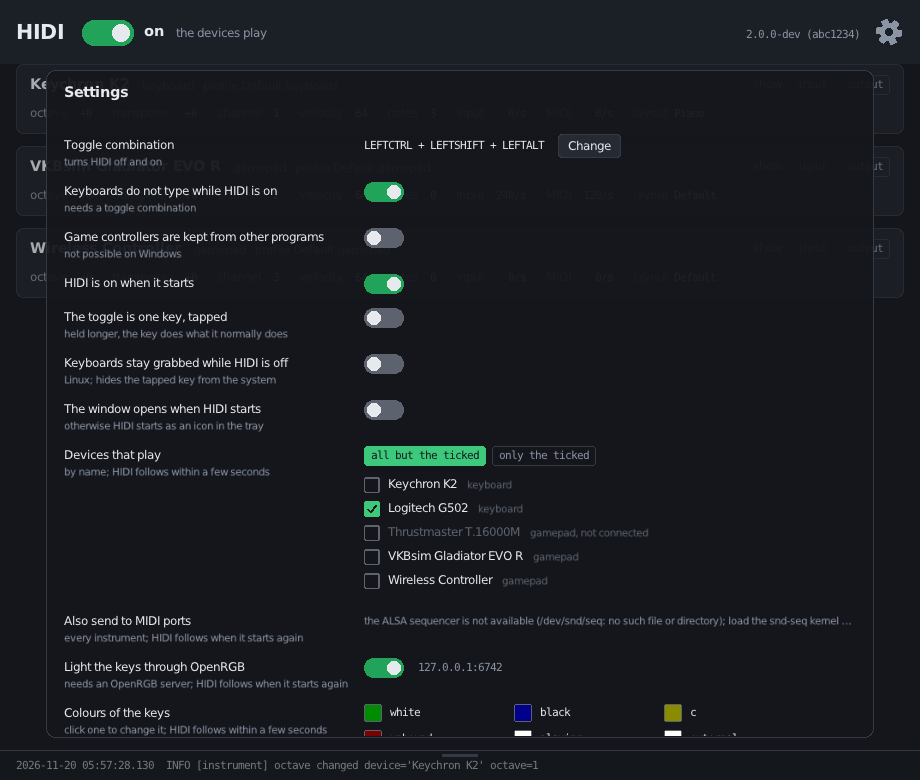 HIDI on the devices play 2.0.0-dev (abc1234)
Settings
Toggle combination LEFTCTRL + LEFTSHIFT + LEFTALT Change
turns HIDI off and on
Keyboards do not type while HIDI is on
needs a toggle combination
Game controllers are kept from other programs
not possible on Windows
HIDI is on when it starts
The toggle is one key, tapped
held longer, the key does what it normally does
Keyboards stay grabbed while HIDI is off
Linux; hides the tapped key from the system
The window opens when HIDI starts
otherwise HIDI starts as an icon in the tray
Devices that play all but the ticked only the ticked
by name; HIDI follows within a few seconds
Keychron K2 keyboard
Logitech G502 keyboard
Thrustmaster T.16000M gamepad, not connected
VKBsim Gladiator EVO R gamepad
Wireless Controller gamepad
Also send to MIDI ports the ALSA sequencer is not available (/dev/snd/seq: no such file or directory); load the snd-seq kernel ...
every instrument; HIDI follows when it starts again
Light the keys through OpenRGB 127.0.0.1:6742
needs an OpenRGB server; HIDI follows when it starts again
Colours of the keys white black c
click one to change it; HIDI follows within a few seconds
2026-11-20 05:57:28.130 INFO [instrument] octave changed device='Keychron K2' octave=1